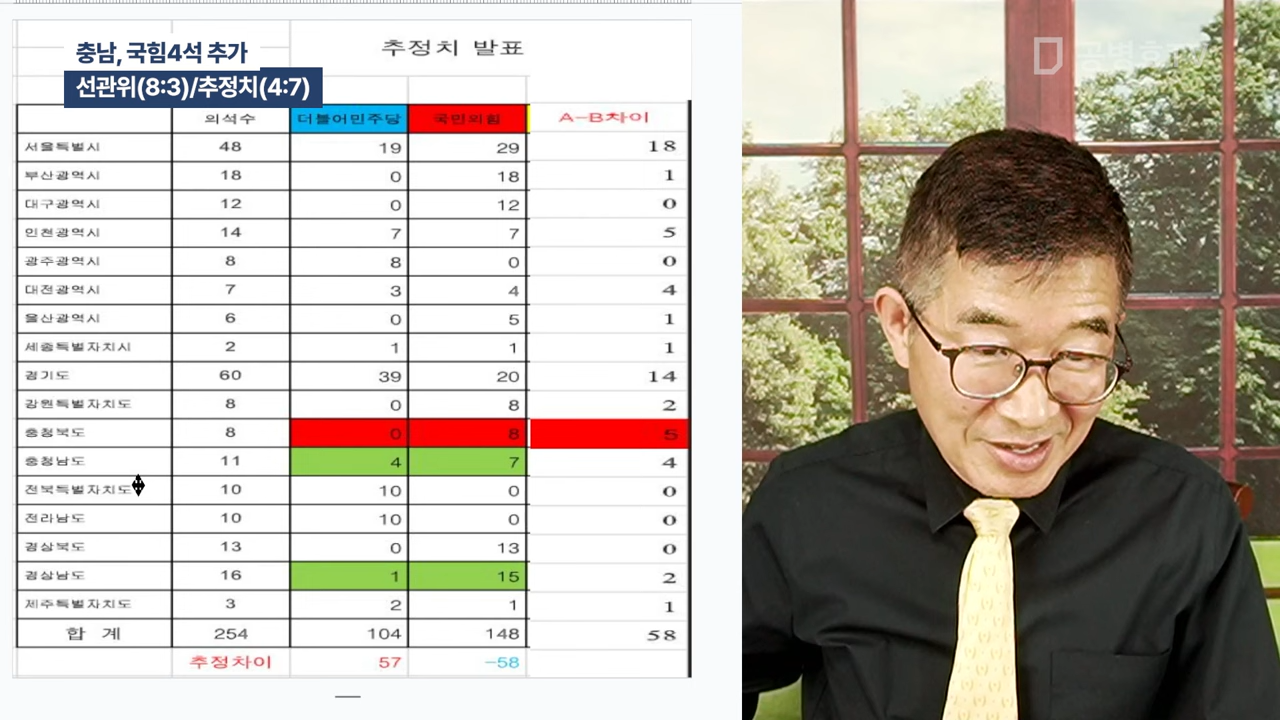 충남, 국힘4석 추가
선관위(8:3)/추정치(4:7)
추정치 발표
의석수 더불어민주당 국민의힘 A-B차이
서울특별시 48 19 29 18
부산광역시 18 0 18 1
대구광역시 12 0 12 0
인천광역시 14 7 7 5
광주광역시 8 8 0 0
대전광역시 7 3 4 4
울산광역시 6 0 5 1
세종특별자치시 2 1 1 1
경기도 60 39 20 14
강원특별자치도 8 0 8 2
충청북도 8 0 8 5
충청남도 11 4 7 4
전북특별자치도 10 10 0 0
전라남도 10 10 0 0
경상북도 13 0 13 0
경상남도 16 1 15 2
제주특별자치도 3 2 1 1
합 계 254 104 148 58
추정차이 57 -58